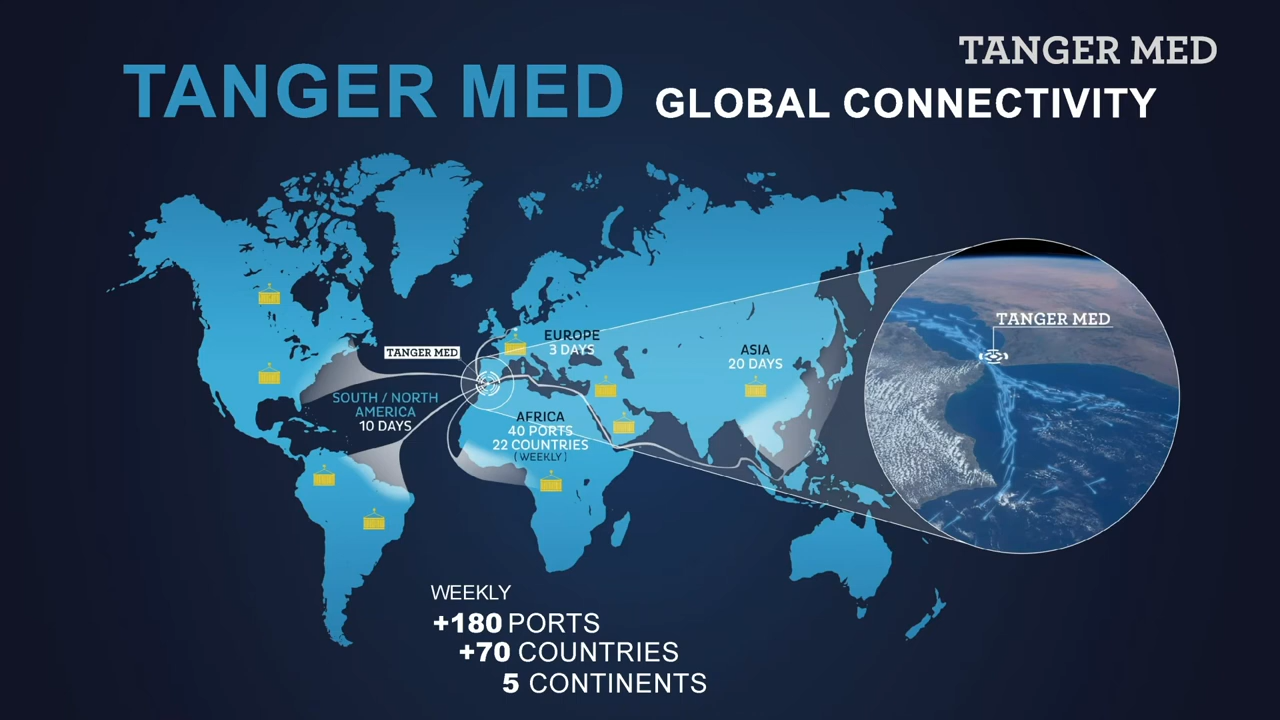 TANGER MED
TANGER MED GLOBAL CONNECTIVITY
TANGER MED
TANGER MED
EUROPE
3 DAYS
ASIA
20 DAYS
SOUTH / NORTH
AMERICA
10 DAYS
AFRICA
40 PORTS
22 COUNTRIES
( WEEKLY )
WEEKLY
+180 PORTS
+70 COUNTRIES
5 CONTINENTS